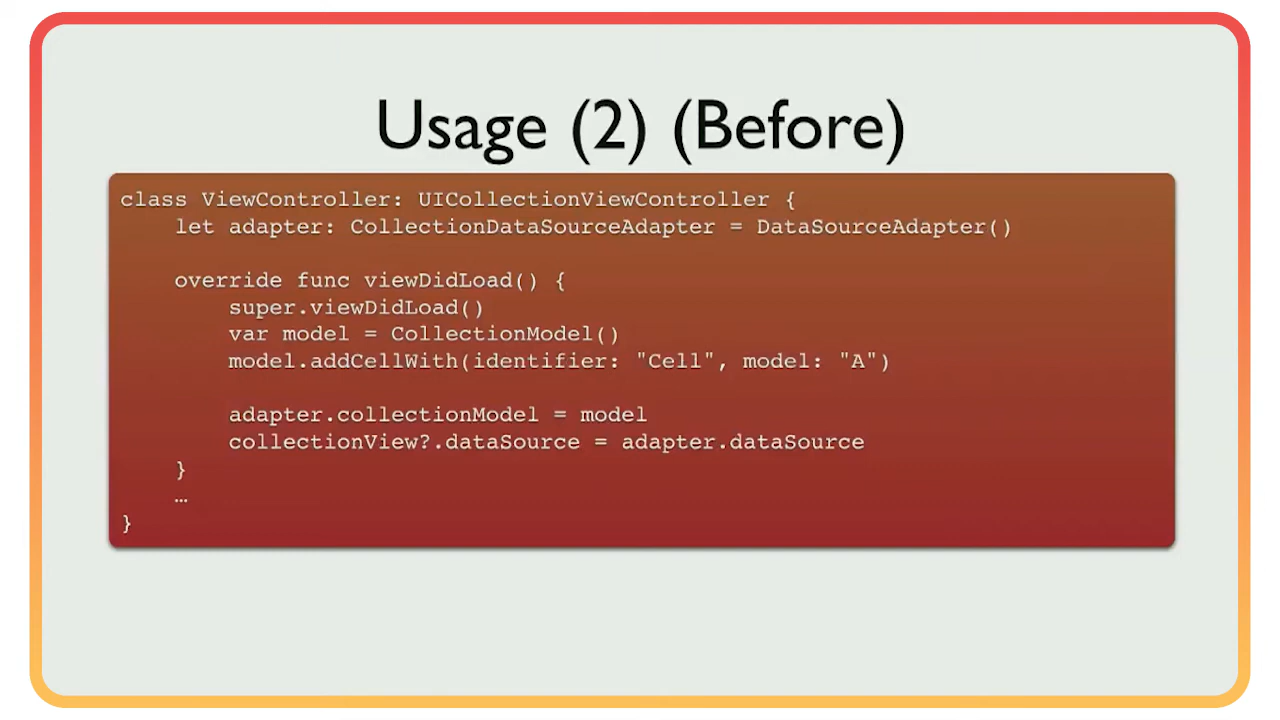 Usage (2) (Before)
class ViewController: UICollectionViewController {
    let adapter: CollectionDataSourceAdapter = DataSourceAdapter()
    override func viewDidLoad() {
        super.viewDidLoad()
        var model = CollectionModel()
        model.addCellWith(identifier: "Cell", model: "A")
        adapter.collectionModel = model
        collectionView?.dataSource = adapter.dataSource
    }
    …
}